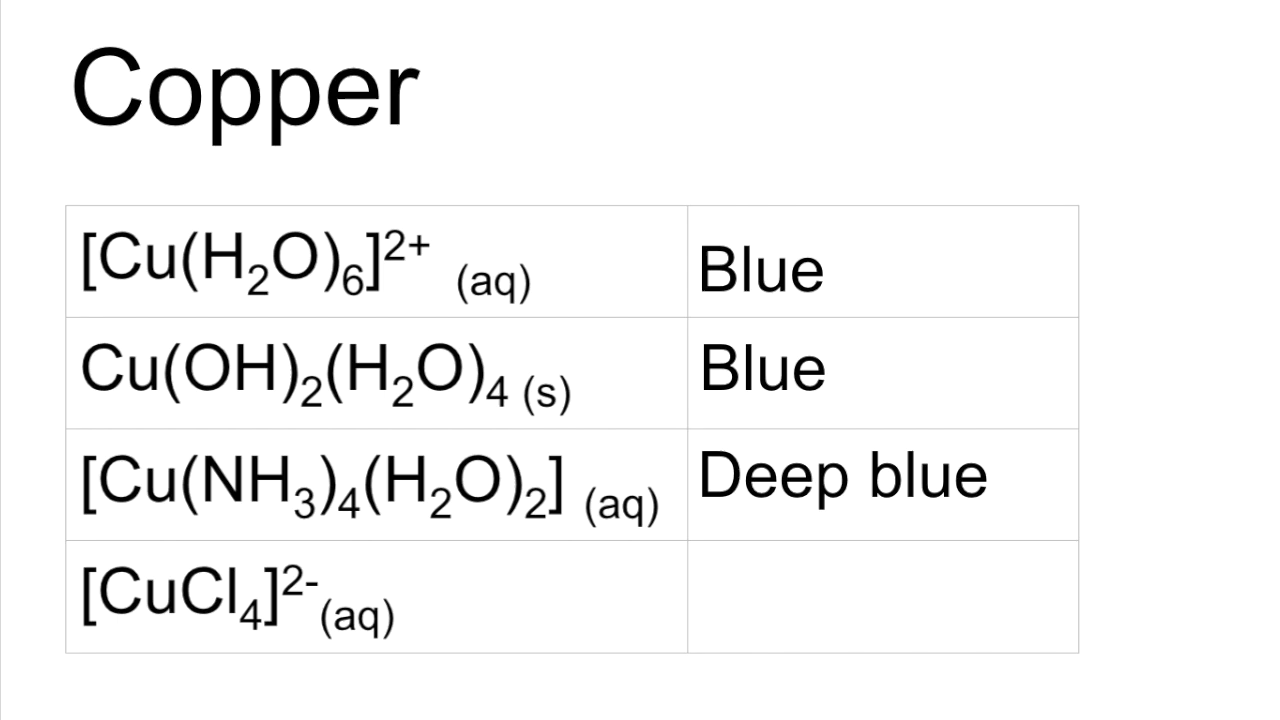 Copper
[Cu(H₂O)₆]²⁺ (aq) Blue
Cu(OH)₂(H₂O)₄ (s) Blue
[Cu(NH₃)₄(H₂O)₂] (aq) Deep blue
[CuCl₄]²⁻(aq)